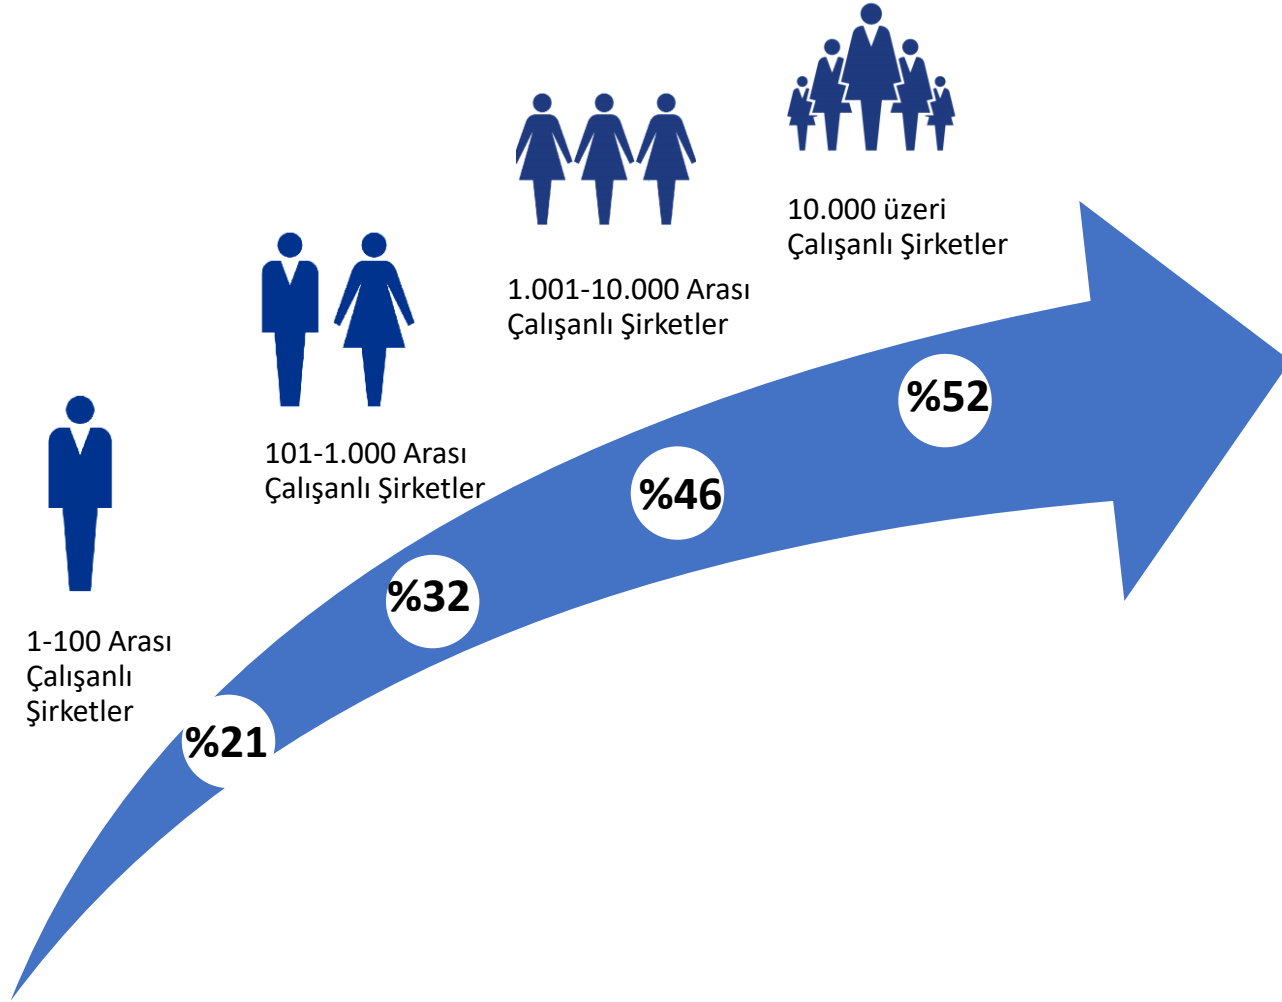 10.000 üzeri
Çalışanlı Şirketler
1.001-10.000 Arası
Çalışanlı Şirketler
%52
101-1.000 Arası
Çalışanlı Şirketler
%46
%32
1-100 Arası
Çalışanlı
Şirketler
%21